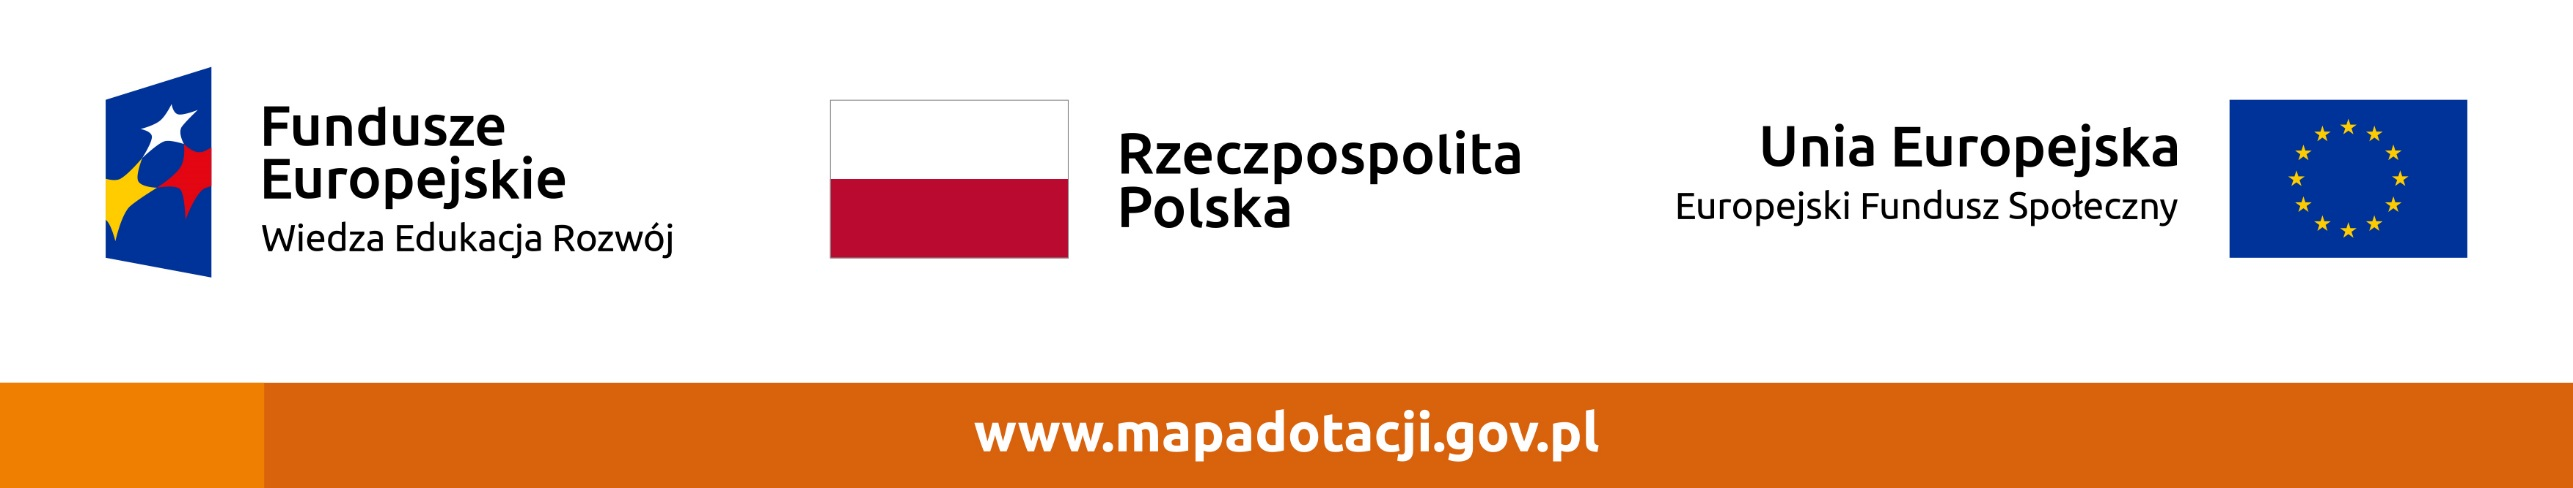 Fundusze
Europejskie
Wiedza Edukacja Rozwój
Rzeczpospolita
Polska
Unia Europejska
Europejski Fundusz Społeczny
www.mapadotacji.gov.pl